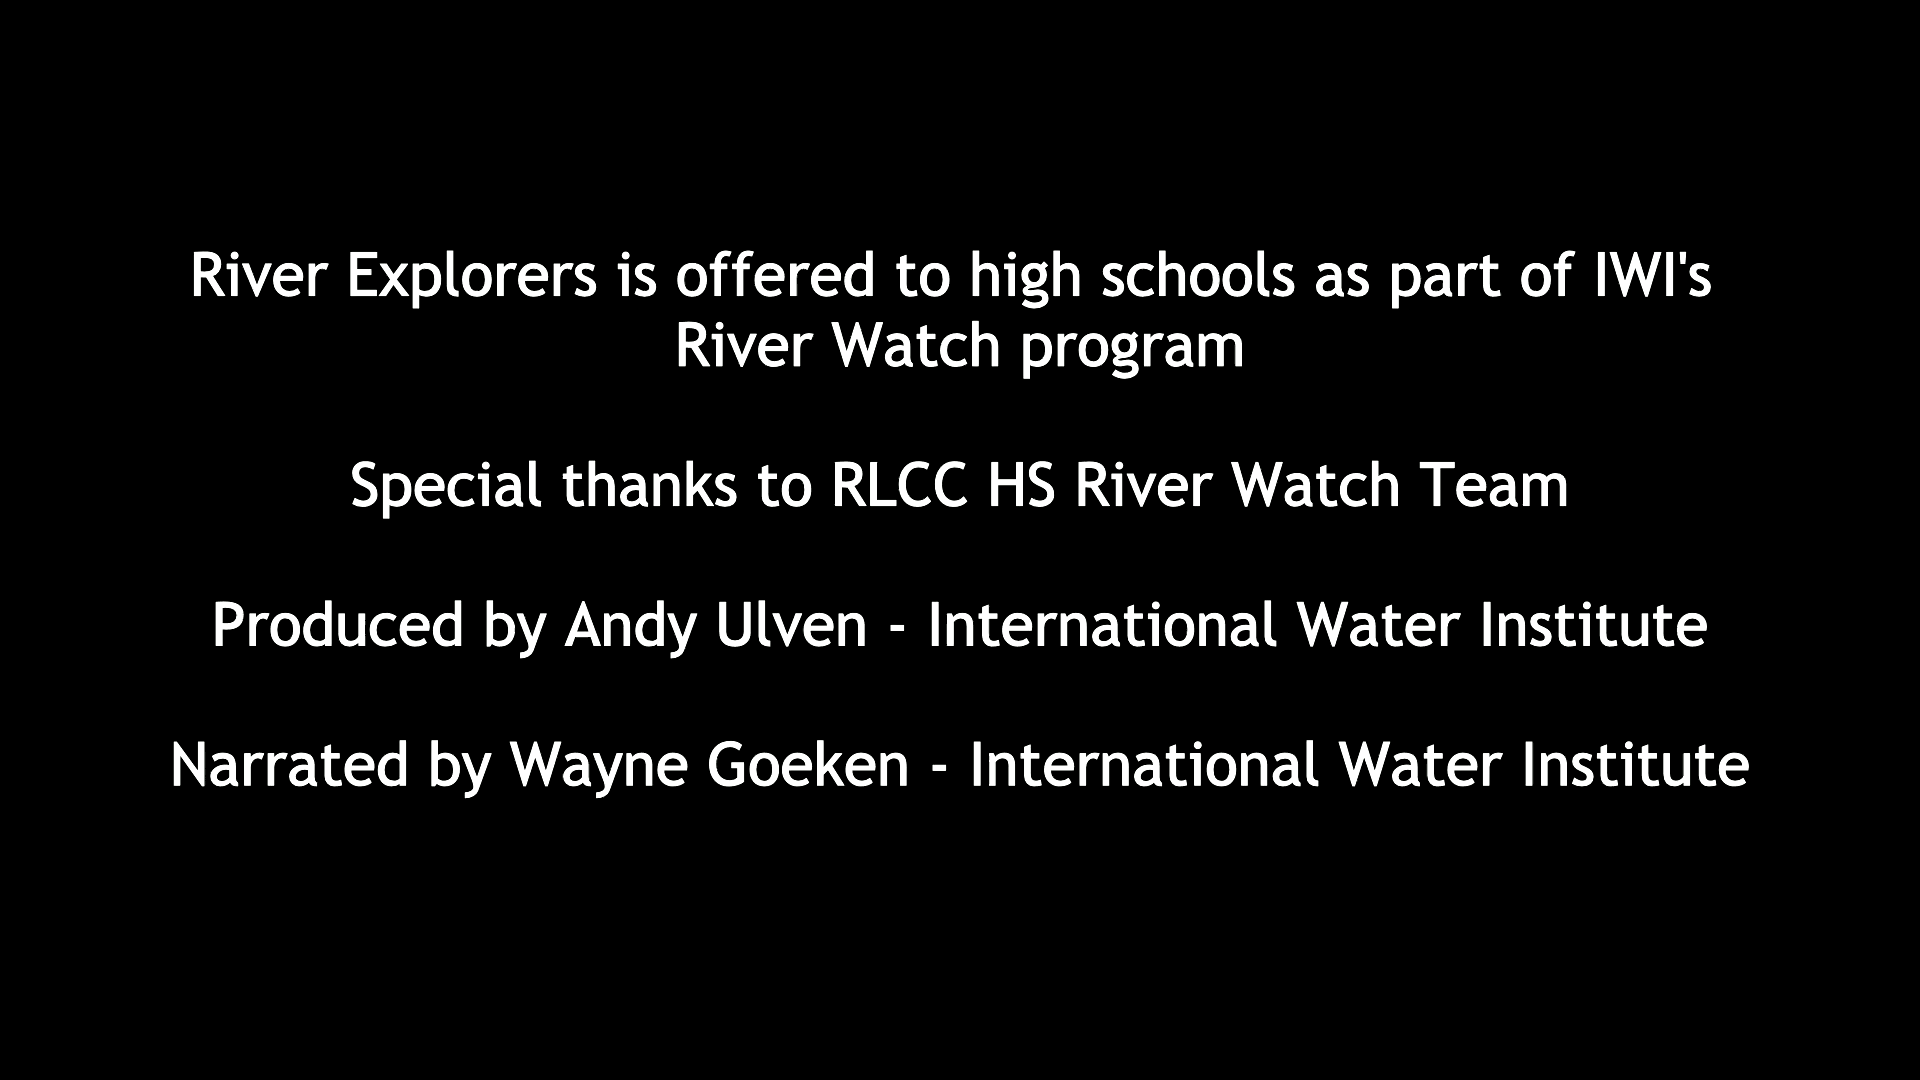 River Explorers is offered to high schools as part of IWI's
River Watch program
Special thanks to RLCC HS River Watch Team
Produced by Andy Ulven - International Water Institute
Narrated by Wayne Goeken - International Water Institute